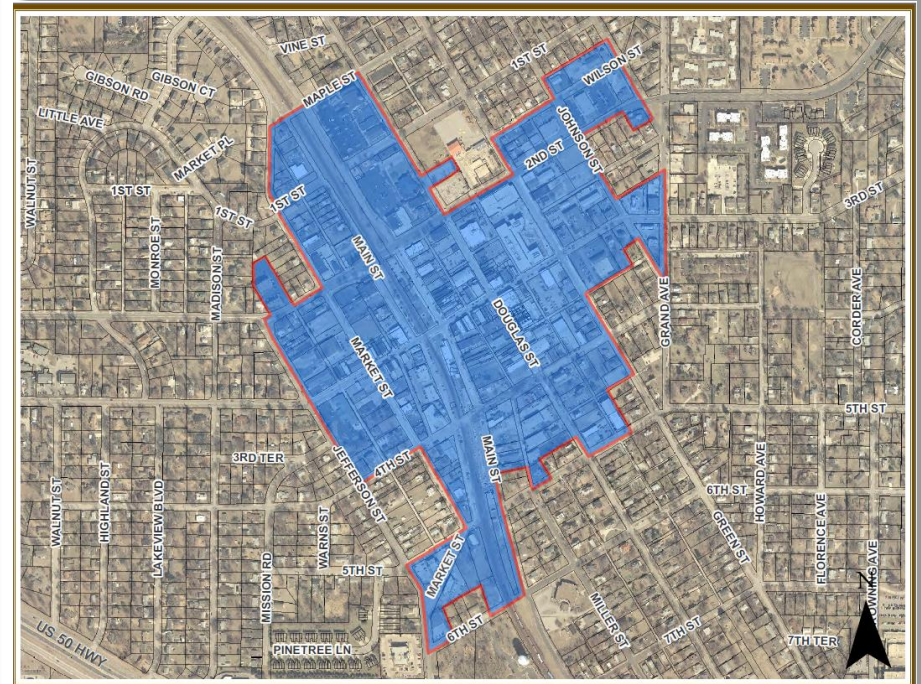 VINE ST
1ST ST
WILSON ST
GIBSON RD
GIBSON CT
MAPLE ST
LITTLE AVE
JOHNSON ST
MARKET PL
2ND ST
WALNUT ST
1ST ST
1ST ST
3RD ST
1ST ST
MONROE ST
MADISON ST
MAIN ST
GRAND AVE
CORDER AVE
DOUGLAS ST
MARKET ST
5TH ST
3RD TER
4TH ST
MAIN ST
JEFFERSON ST
WALNUT ST
HIGHLAND ST
LAKEVIEW BLVD
6TH ST
HOWARD AVE
WARNS ST
GREEN ST
FLORENCE AVE
MISSION RD
5TH ST
MARKET ST
N
MILLER ST
7TH ST
6TH ST
7TH TER
US 50 HWY
PINETREE LN